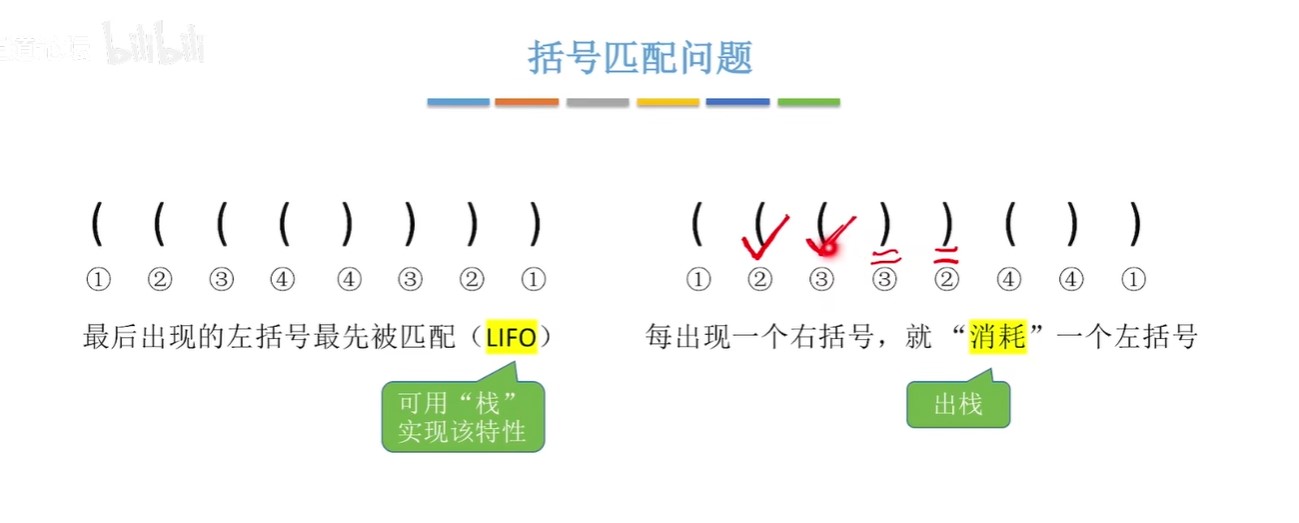 bilibili
括号匹配问题
( ( ( ( ) ) ) )
① ② ③ ④ ④ ③ ② ①
最后出现的左括号最先被匹配（LIFO）
可用“栈”
实现该特性
( ( ( ) ) ( ) )
① ② ③ ③ ② ④ ④ ①
每出现一个右括号，就“消耗”一个左括号
出栈